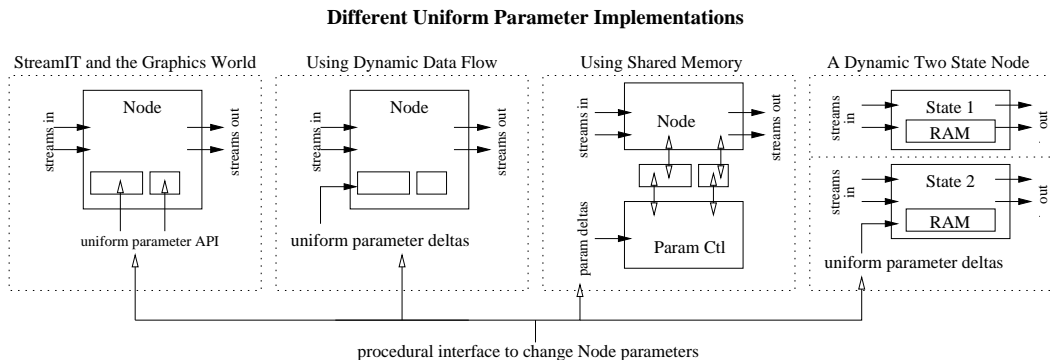 Different Uniform Parameter Implementations
StreamIT and the Graphics World
Node
streams in
streams out
uniform parameter API
Using Dynamic Data Flow
Node
streams in
streams out
uniform parameter deltas
Using Shared Memory
Node
streams in
streams out
param deltas
Param Ctl
A Dynamic Two State Node
State 1
RAM
streams
in
out
State 2
RAM
streams
in
out
uniform parameter deltas
procedural interface to change Node parameters